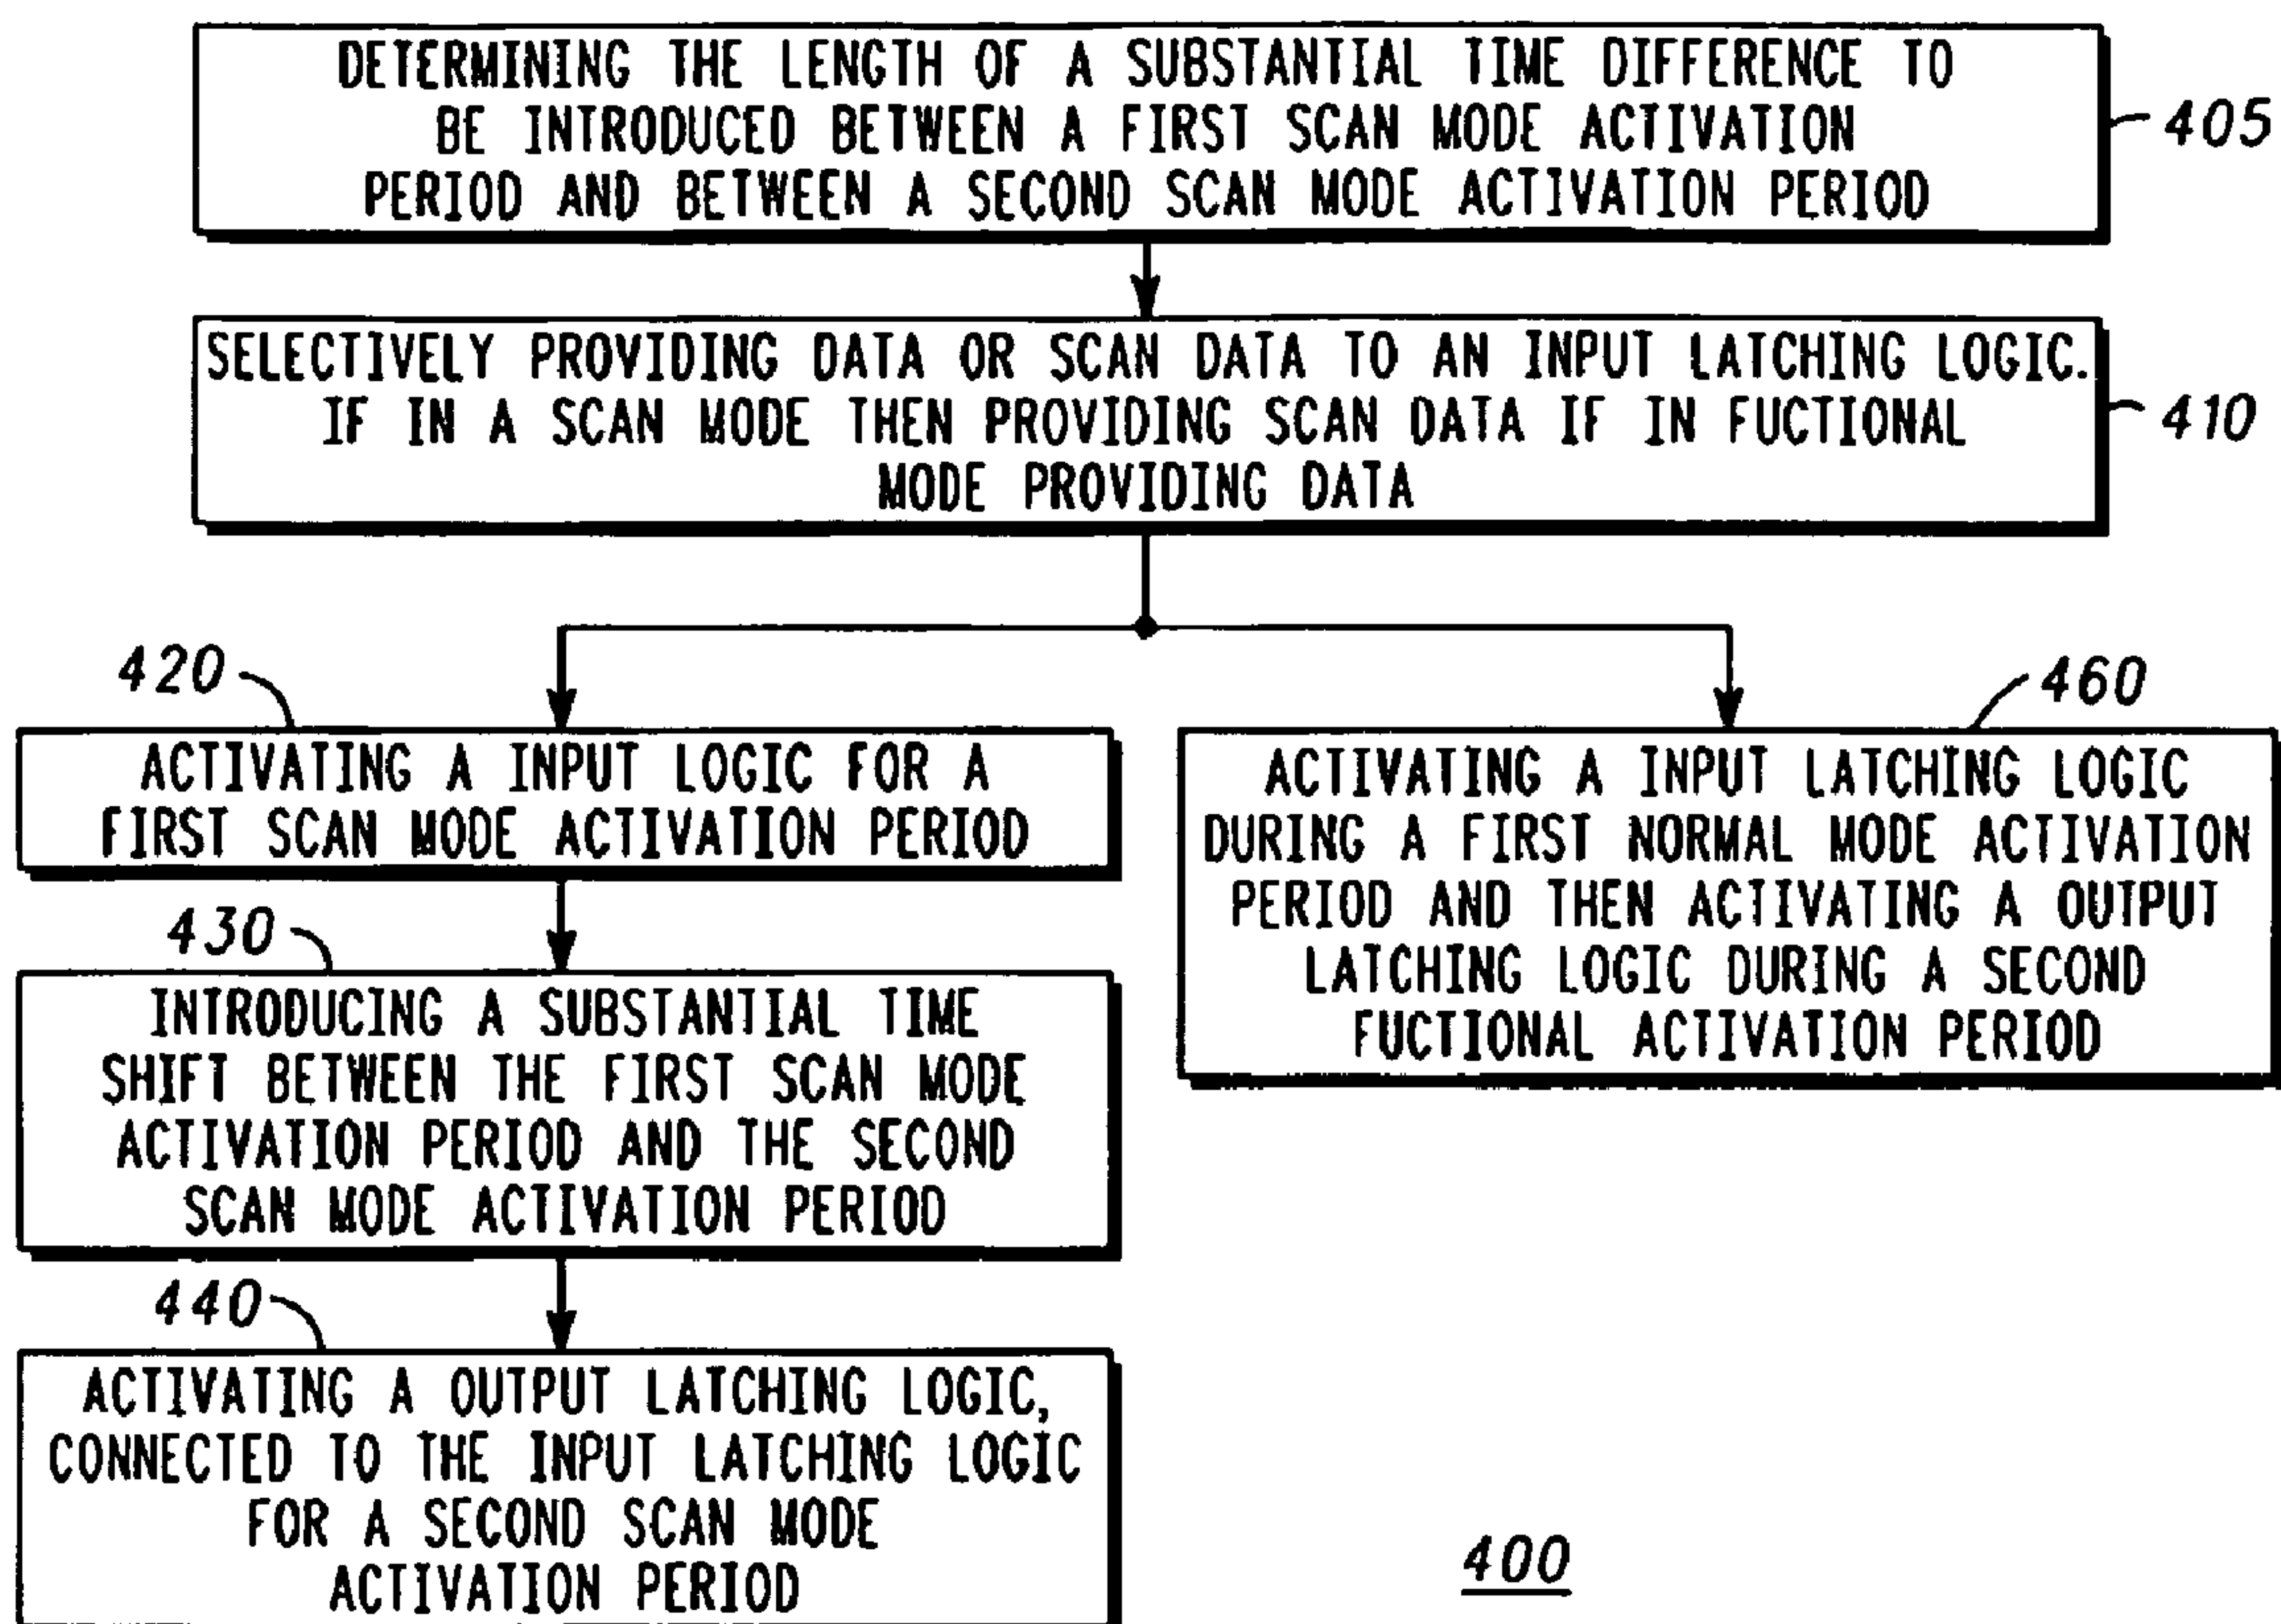 DETERMINING THE LENGTH OF A SUBSTANTIAL TIME DIFFERENCE TO
BE INTRODUCED BETWEEN A FIRST SCAN MODE ACTIVATION
PERIOD AND BETWEEN A SECOND SCAN MODE ACTIVATION PERIOD
405
SELECTIVELY PROVIDING DATA OR SCAN DATA TO AN INPUT LATCHING LOGIC.
IF IN A SCAN MODE THEN PROVIDING SCAN DATA IF IN FUCTIONAL
MODE PROVIDING DATA
410
420
ACTIVATING A INPUT LOGIC FOR A
FIRST SCAN MODE ACTIVATION PERIOD
430
INTRODUCING A SUBSTANTIAL TIME
SHIFT BETWEEN THE FIRST SCAN MODE
ACTIVATION PERIOD AND THE SECOND
SCAN MODE ACTIVATION PERIOD
440
ACTIVATING A OUTPUT LATCHING LOGIC,
CONNECTED TO THE INPUT LATCHING LOGIC
FOR A SECOND SCAN MODE
ACTIVATION PERIOD
460
ACTIVATING A INPUT LATCHING LOGIC
DURING A FIRST NORMAL MODE ACTIVATION
PERIOD AND THEN ACTIVATING A OUTPUT
LATCHING LOGIC DURING A SECOND
FUCTIONAL ACTIVATION PERIOD
400